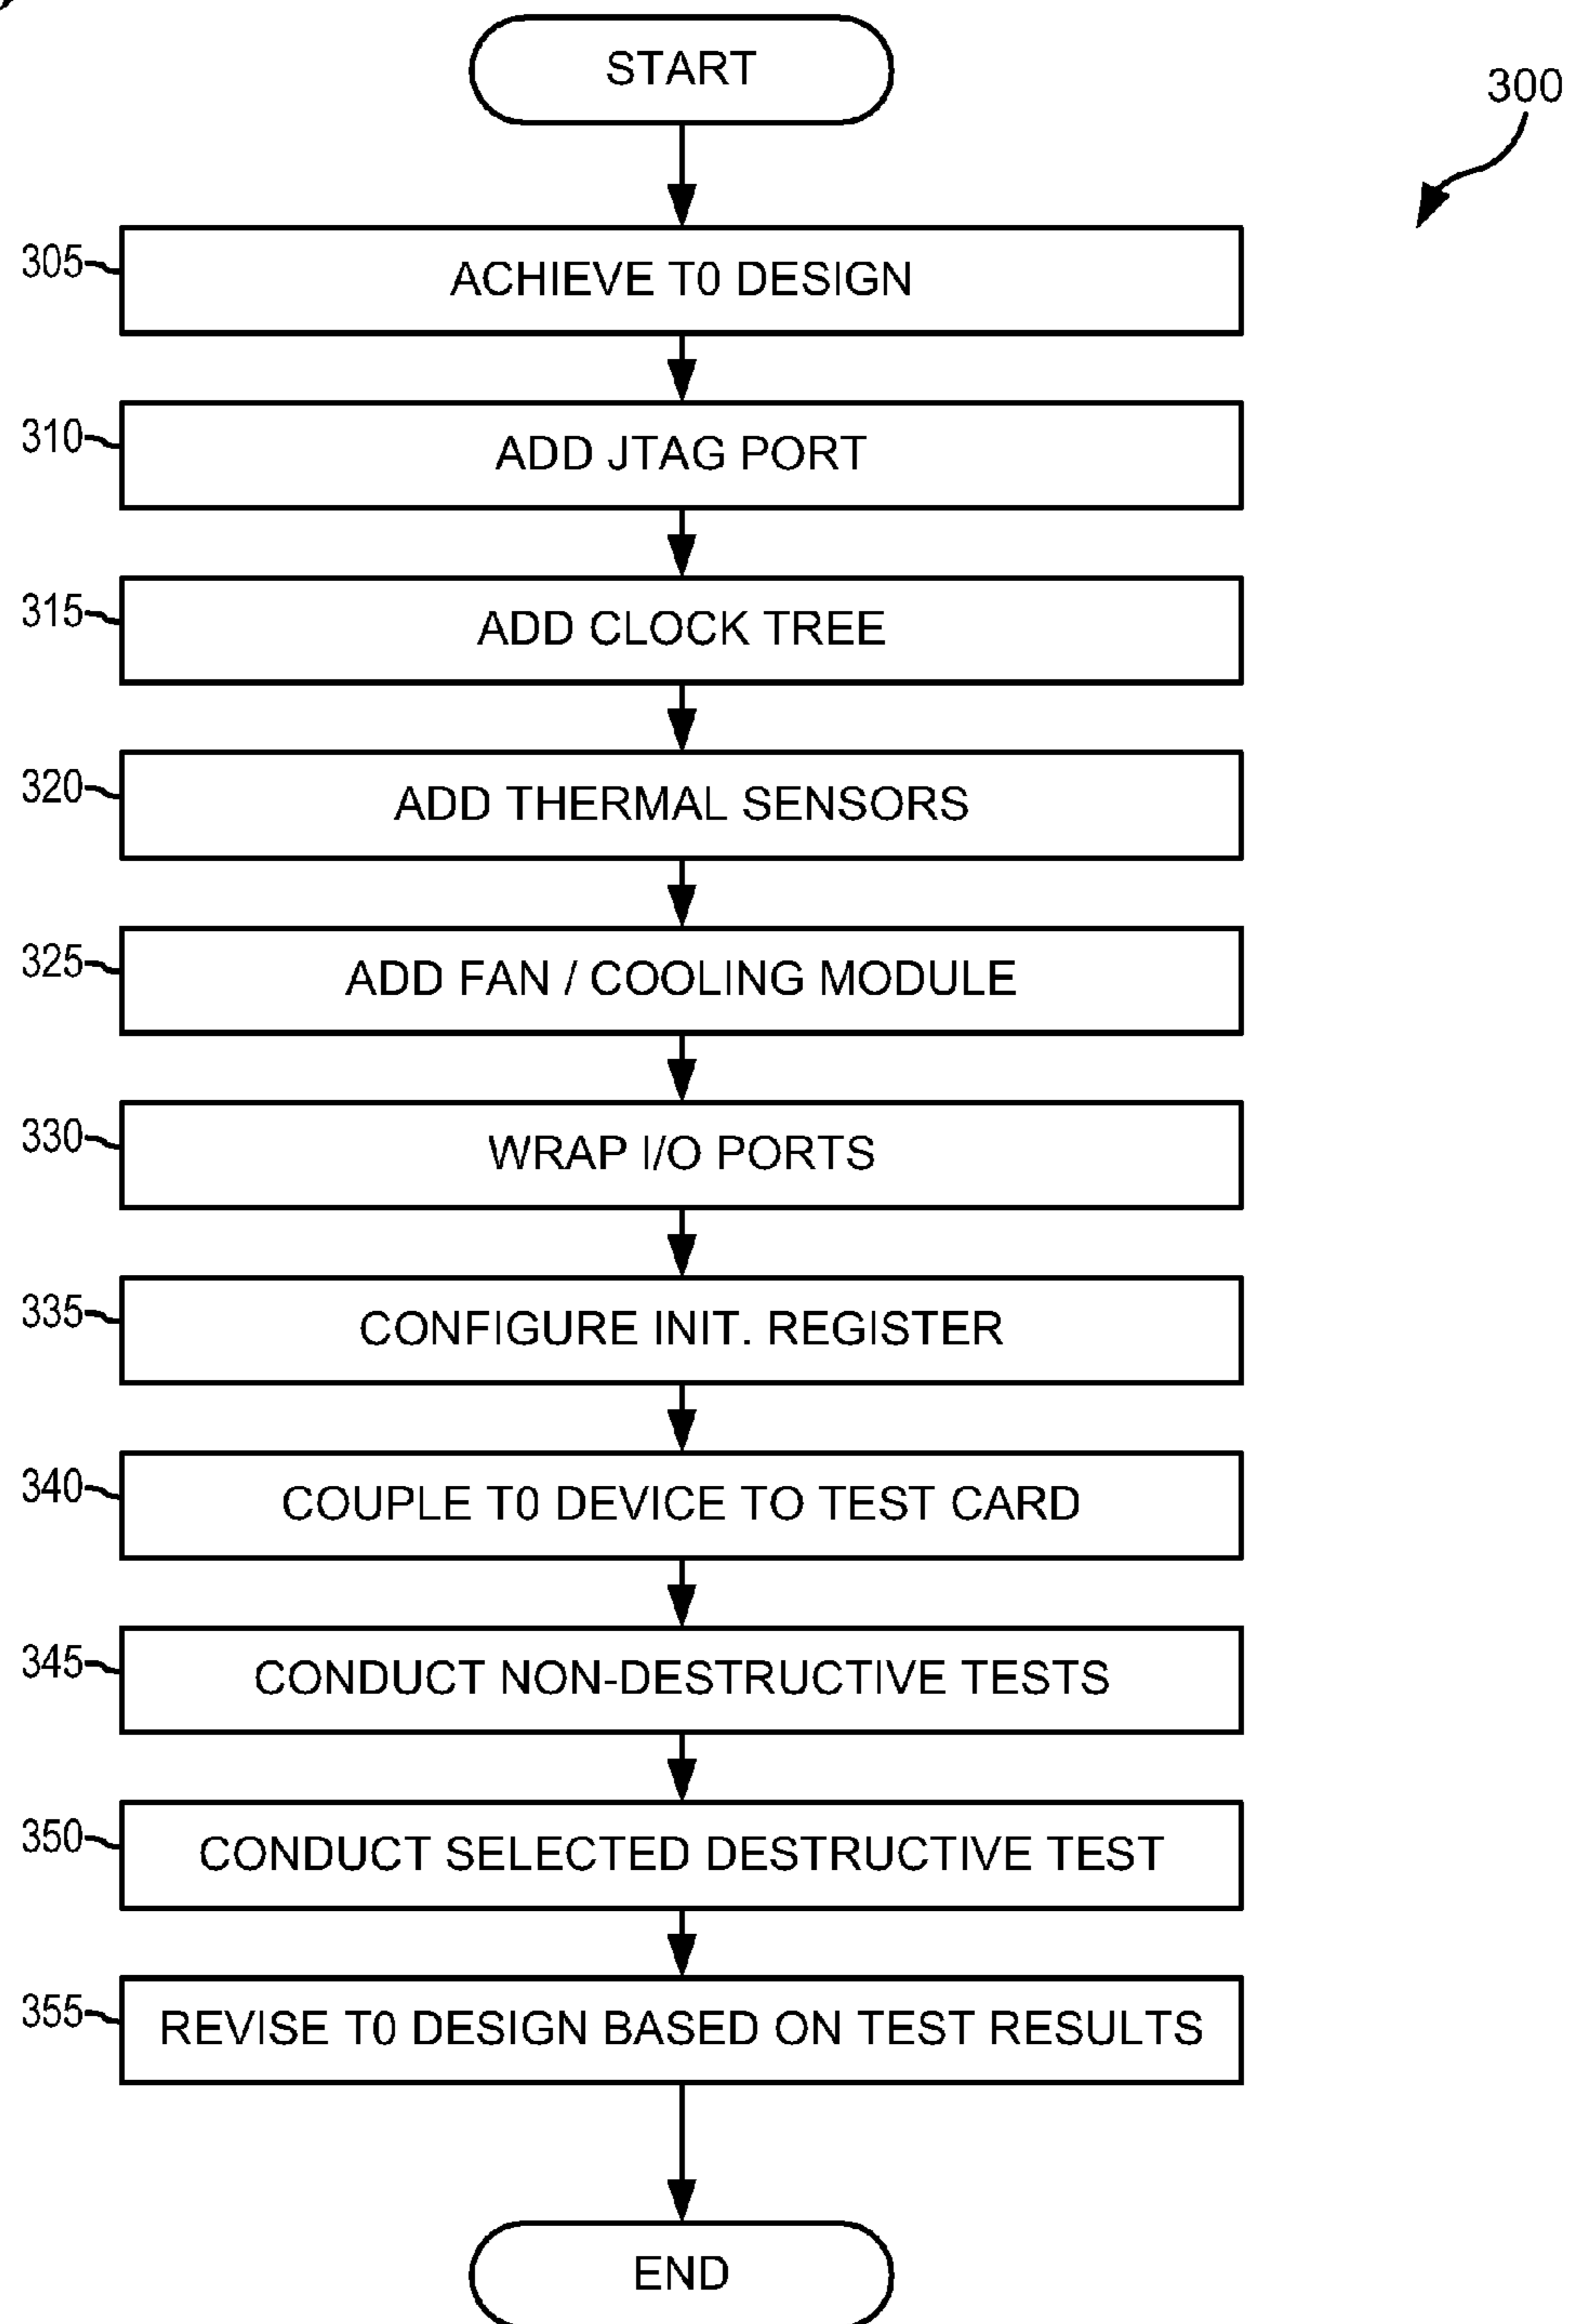 START
300
305
ACHIEVE T0 DESIGN
310
ADD JTAG PORT
315
ADD CLOCK TREE
320
ADD THERMAL SENSORS
325
ADD FAN / COOLING MODULE
330
WRAP I/O PORTS
335
CONFIGURE INIT. REGISTER
340
COUPLE T0 DEVICE TO TEST CARD
345
CONDUCT NON-DESTRUCTIVE TESTS
350
CONDUCT SELECTED DESTRUCTIVE TEST
355
REVISE T0 DESIGN BASED ON TEST RESULTS
END